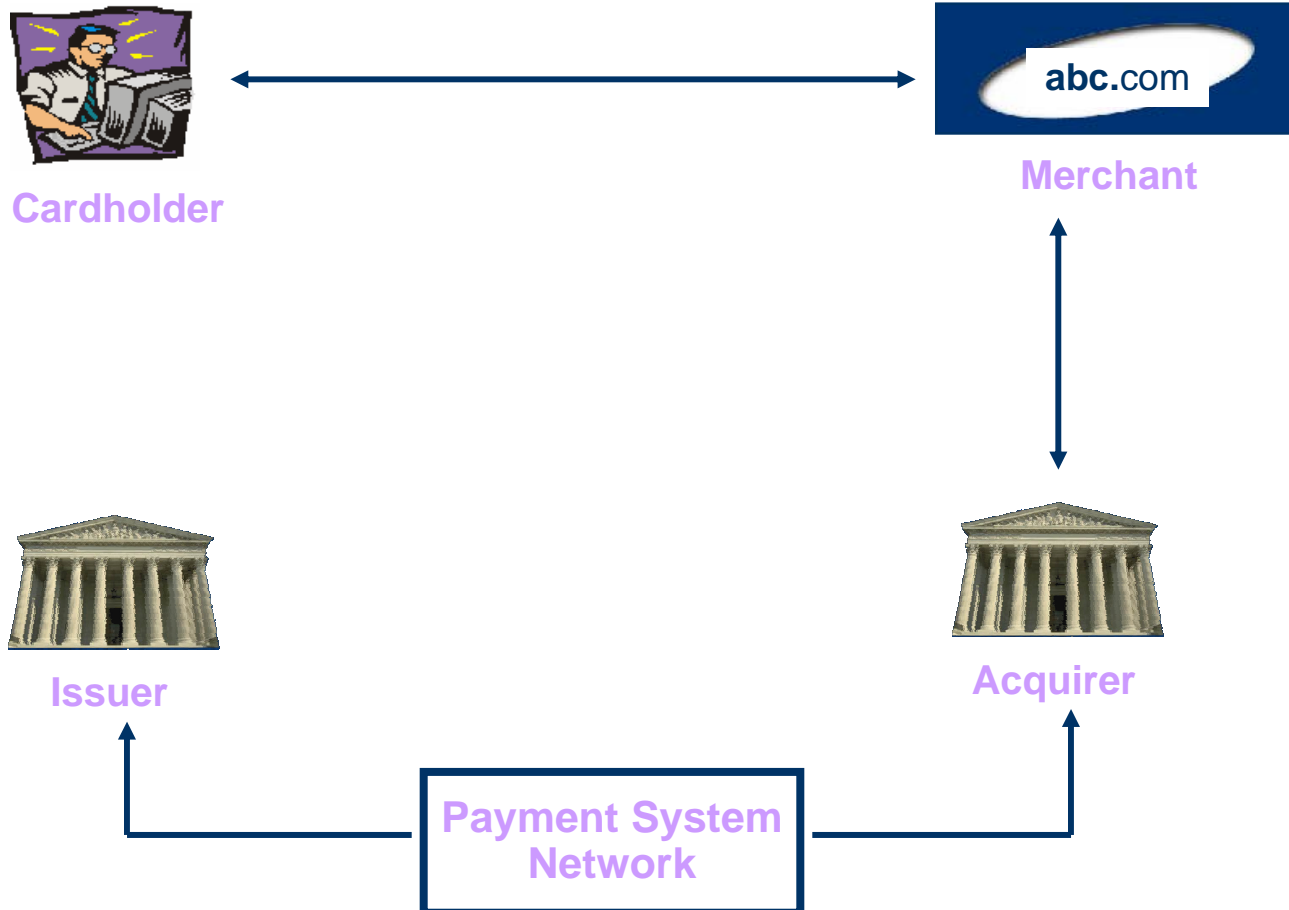 abc.com
Cardholder
Merchant
Issuer
Acquirer
Payment System
Network